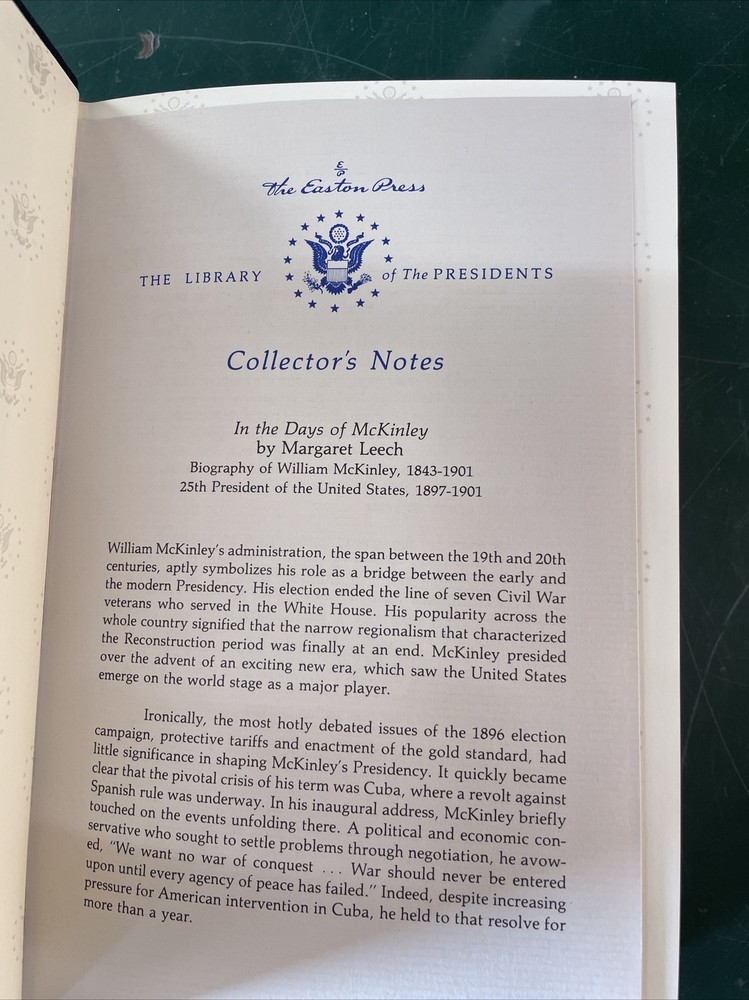 E/P
The Easton Press
THE LIBRARY of The PRESIDENTS
Collector's Notes
In the Days of McKinley
by Margaret Leech
Biography of William McKinley, 1843-1901
25th President of the United States, 1897-1901
William McKinley's administration, the span between the 19th and 20th
centuries, aptly symbolizes his role as a bridge between the early and
the modern Presidency. His election ended the line of seven Civil War
veterans who served in the White House. His popularity across the
whole country signified that the narrow regionalism that characterized
the Reconstruction period was finally at an end. McKinley presided
over the advent of an exciting new era, which saw the United States
emerge on the world stage as a major player.
Ironically, the most hotly debated issues of the 1896 election
campaign, protective tariffs and enactment of the gold standard, had
little significance in shaping McKinley's Presidency. It quickly became
clear that the pivotal crisis of his term was Cuba, where a revolt against
Spanish rule was underway. In his inaugural address, McKinley briefly
touched on the events unfolding there. A political and economic con-
servative who sought to settle problems through negotiation, he avow-
ed, "We want no war of conquest ... War should never be entered
upon until every agency of peace has failed." Indeed, despite increasing
pressure for American intervention in Cuba, he held to that resolve for
more than a year.